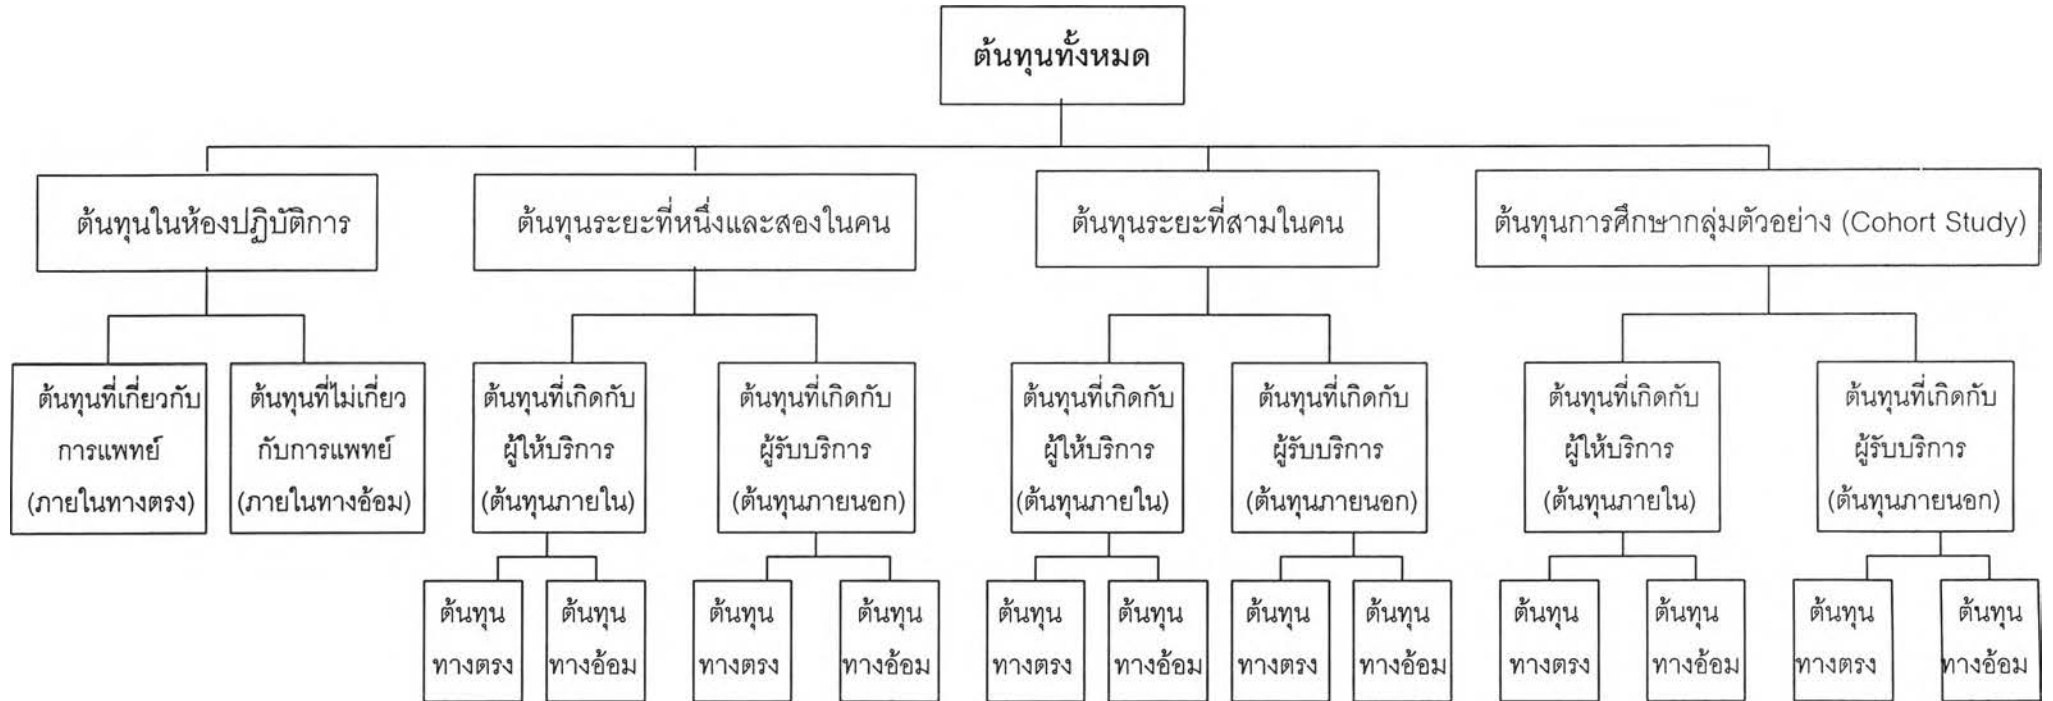 ต้นทุนทั้งหมด
ต้นทุนในห้องปฏิบัติการ
ต้นทุนระยะที่หนึ่งและสองในคน
ต้นทุนระยะที่สามในคน
ต้นทุนการศึกษากลุ่มตัวอย่าง (Cohort Study)
ต้นทุนที่เกี่ยวกับ
การแพทย์
(ภายในทางตรง)
ต้นทุนที่ไม่เกี่ยว
กับการแพทย์
(ภายในทางอ้อม)
ต้นทุนที่เกิดกับ
ผู้ให้บริการ
(ต้นทุนภายใน)
ต้นทุนที่เกิดกับ
ผู้รับบริการ
(ต้นทุนภายนอก)
ต้นทุนที่เกิดกับ
ผู้ให้บริการ
(ต้นทุนภายใน)
ต้นทุนที่เกิดกับ
ผู้รับบริการ
(ต้นทุนภายนอก)
ต้นทุนที่เกิดกับ
ผู้ให้บริการ
(ต้นทุนภายใน)
ต้นทุนที่เกิดกับ
ผู้รับบริการ
(ต้นทุนภายนอก)
ต้นทุน
ทางตรง
ต้นทุน
ทางอ้อม
ต้นทุน
ทางตรง
ต้นทุน
ทางอ้อม
ต้นทุน
ทางตรง
ต้นทุน
ทางอ้อม
ต้นทุน
ทางตรง
ต้นทุน
ทางอ้อม
ต้นทุน
ทางตรง
ต้นทุน
ทางอ้อม
ต้นทุน
ทางตรง
ต้นทุน
ทางอ้อม